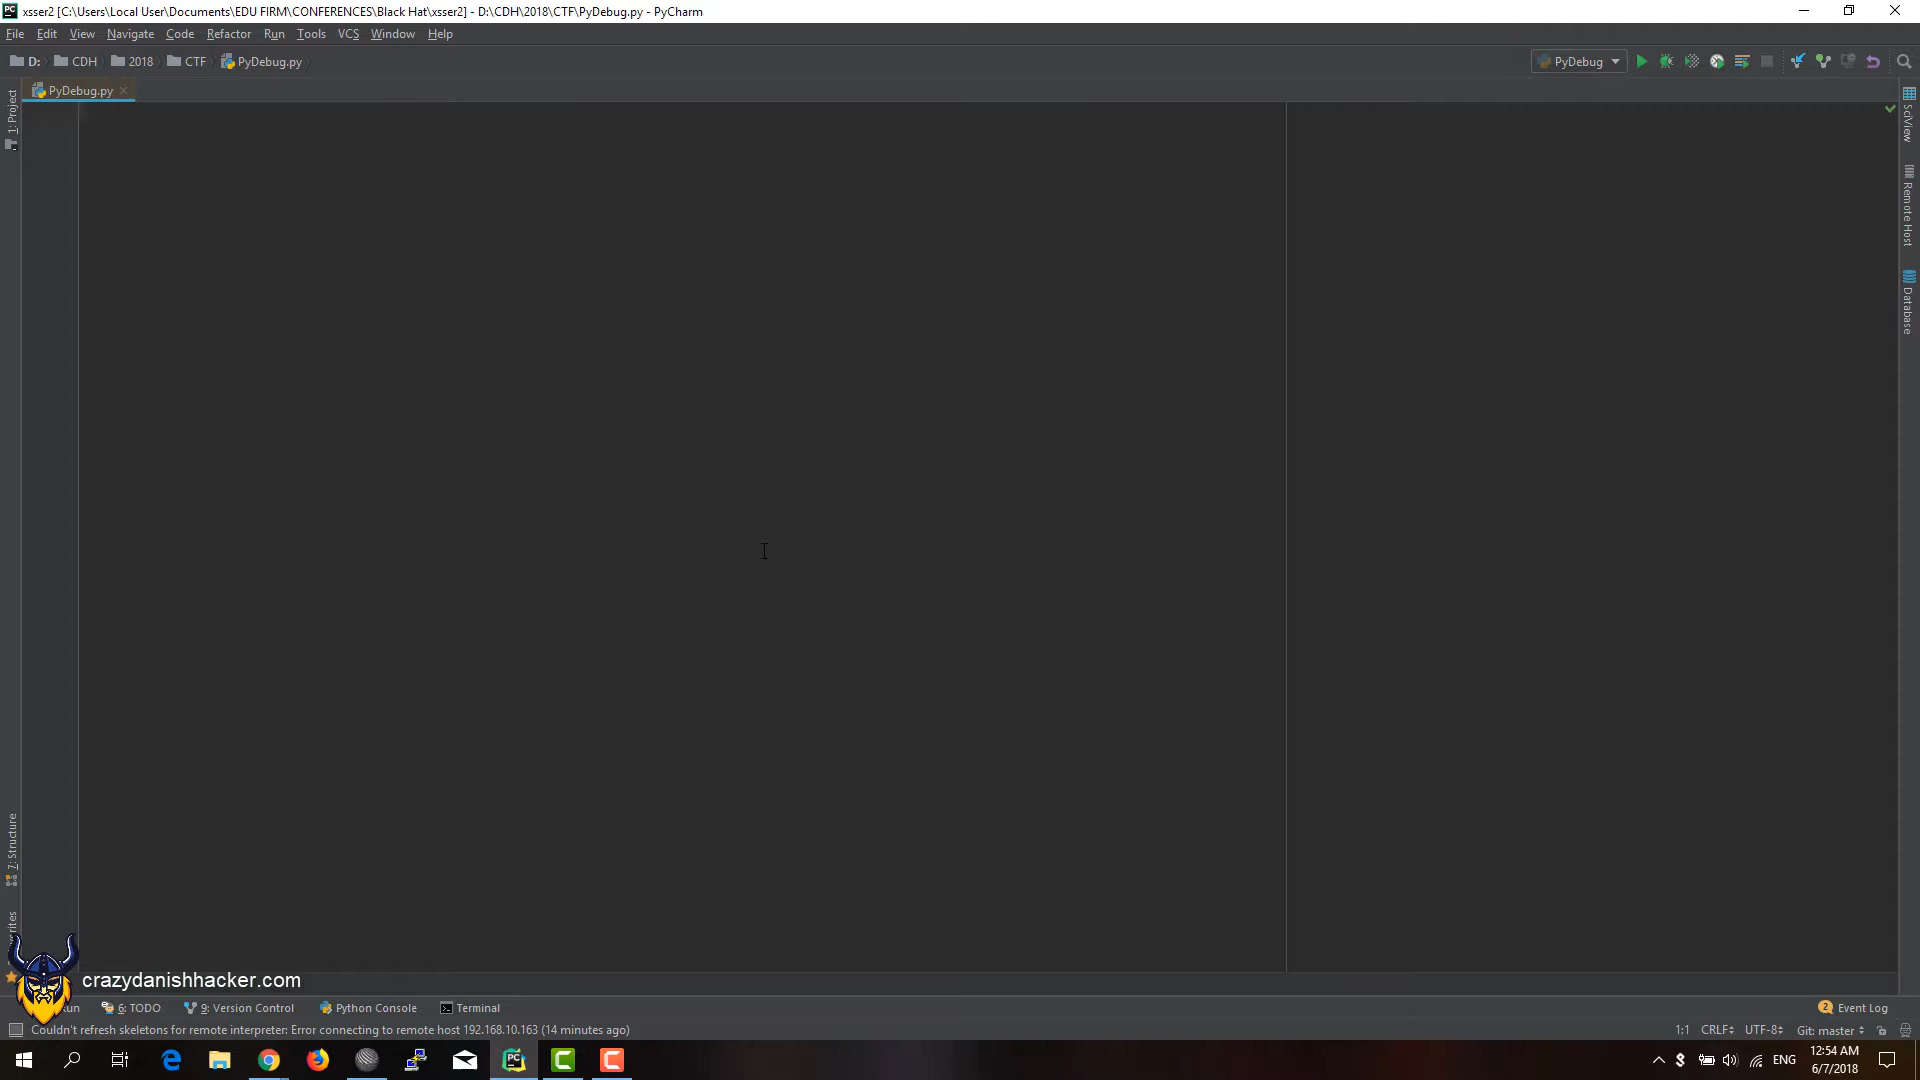 xsser2 [C:\Users\Local User\Documents\EDU FIRM\CONFERENCES\Black Hat\xsser2] - D:\CDH\2018\CTF\PyDebug.py - PyCharm
File Edit View Navigate Code Refactor Run Tools VCS Window Help
D: CDH 2018 CTF PyDebug.py
PyDebug
PyDebug.py
1: Project
SciView
Remote Host
Database
7: Structure
crazydanishhacker.com
6: TODO 9: Version Control Python Console Terminal
2 Event Log
Couldn't refresh skeletons for remote interpreter: Error connecting to remote host 192.168.10.163 (14 minutes ago)
1:1 CRLF UTF-8 Git: master
ENG
12:54 AM
6/7/2018